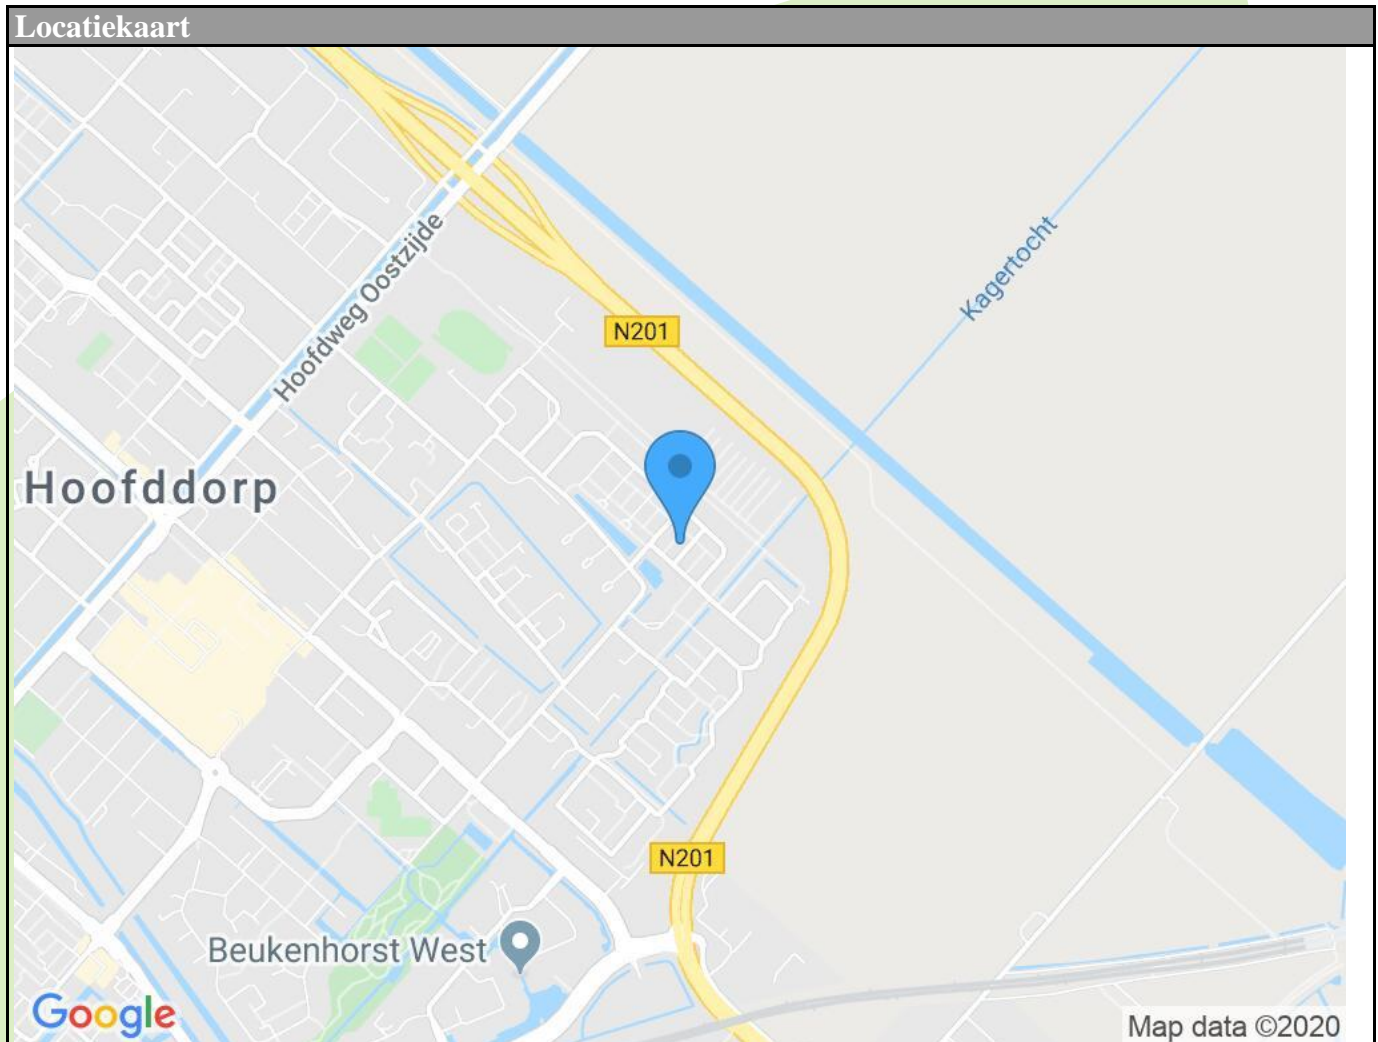 Locatiekaart
Hoofdweg Oostzijde
Kagertocht
N201
Hoofddorp
N201
Beukenhorst West
Google
Map data ©2020